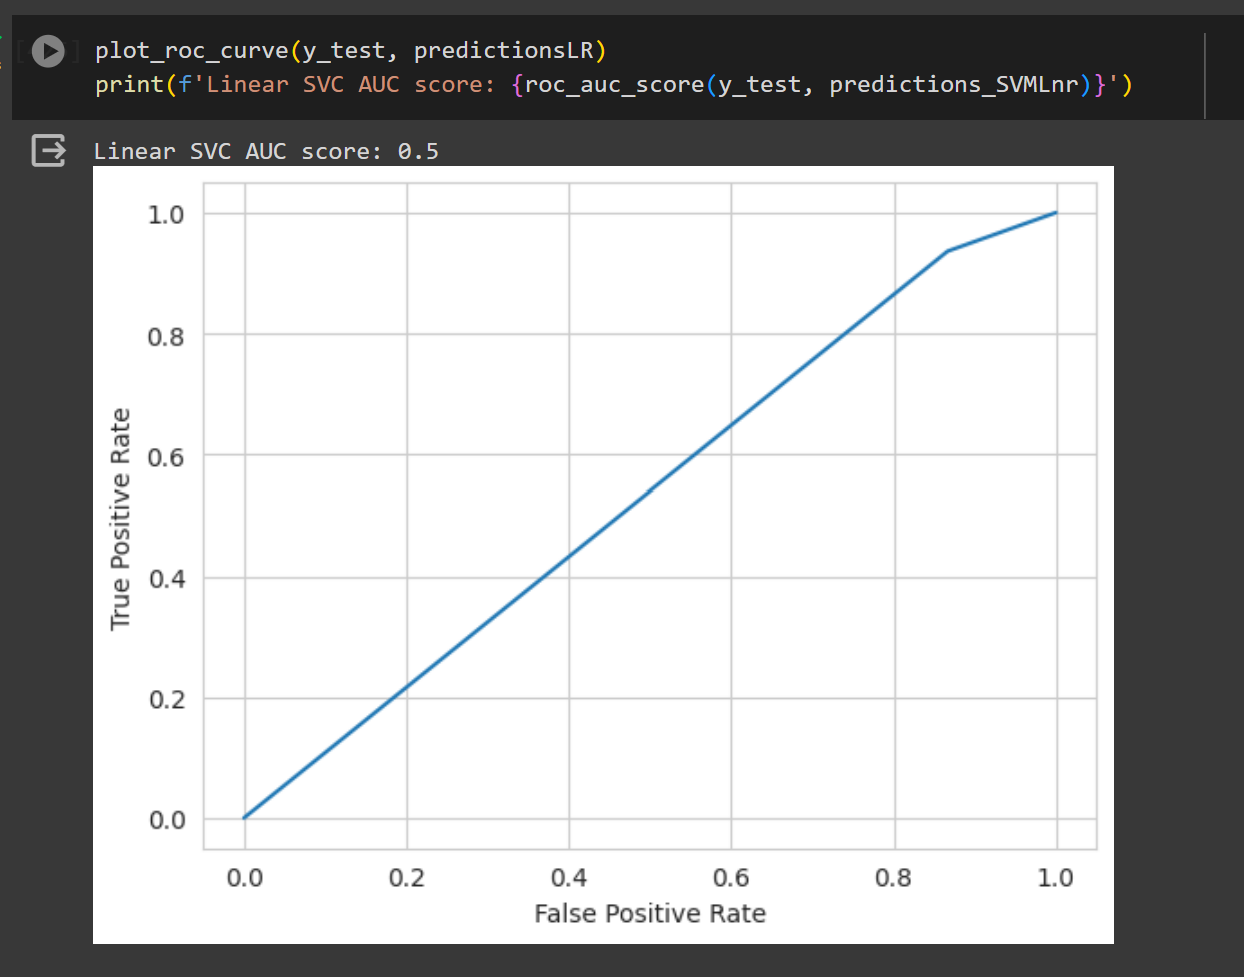 plot_roc_curve(y_test, predictionsLR)
print(f'Linear SVC AUC score: {roc_auc_score(y_test, predictions_SVMLnr)}')
Linear SVC AUC score: 0.5
1.0
0.8
0.6
0.4
0.2
0.0
True Positive Rate
0.0 0.2 0.4 0.6 0.8 1.0
False Positive Rate